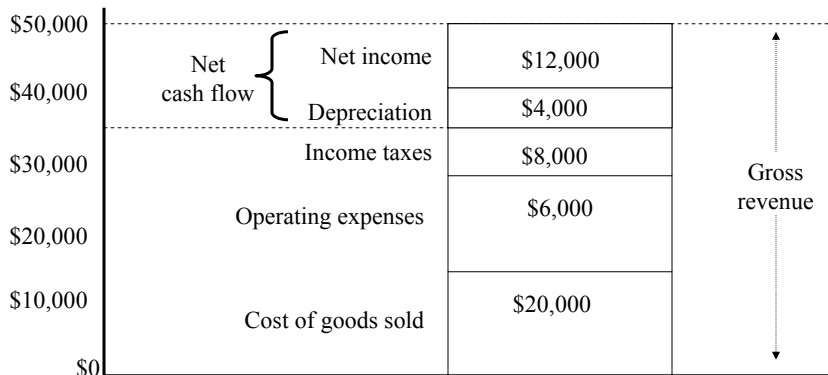 $50,000
Net income
$12,000
Net
cash flow
$40,000
Depreciation
$4,000
Income taxes
$8,000
$30,000
Gross
revenue
Operating expenses
$6,000
$20,000
$10,000
Cost of goods sold
$20,000
$0